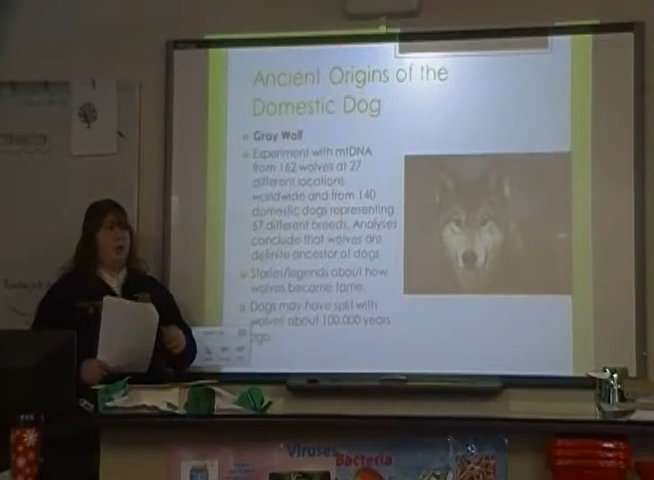 Ancient Origins of the
Domestic Dog
Gray Wolf
Experiment with mtDNA
from 162 wolves at 27
different locations
worldwide and from 140
domestic dogs representing
67 different breeds. Analyses
conclude that wolves are
definite ancestor of dogs
Stories/legends about how
wolves became tame.
Dogs may have split with
wolves about 100,000 years
ago.
Viruses
Bacteria